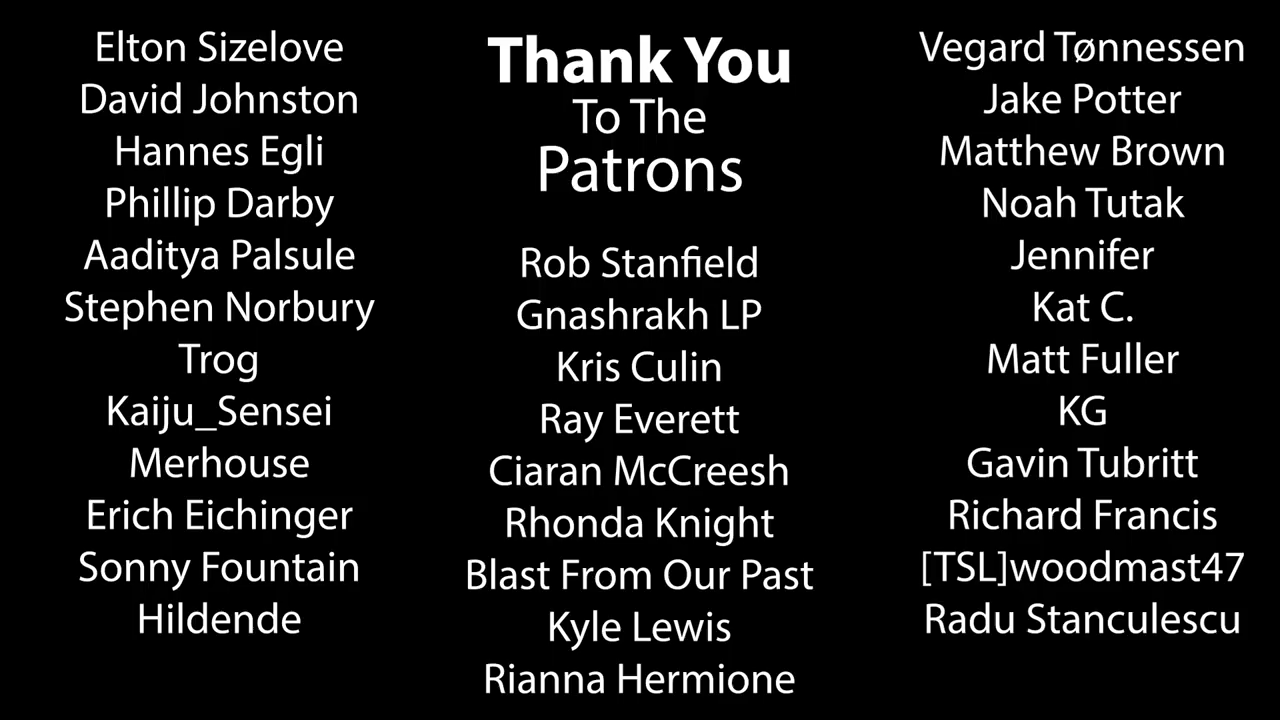 Elton Sizelove
David Johnston
Hannes Egli
Phillip Darby
Aaditya Palsule
Stephen Norbury
Trog
Kaiju_Sensei
Merhouse
Erich Eichinger
Sonny Fountain
Hildende
Thank You
To The
Patrons
Rob Stanfield
Gnashrakh LP
Kris Culin
Ray Everett
Ciaran McCreesh
Rhonda Knight
Blast From Our Past
Kyle Lewis
Rianna Hermione
Vegard Tønnessen
Jake Potter
Matthew Brown
Noah Tutak
Jennifer
Kat C.
Matt Fuller
KG
Gavin Tubritt
Richard Francis
[TSL]woodmast47
Radu Stanculescu